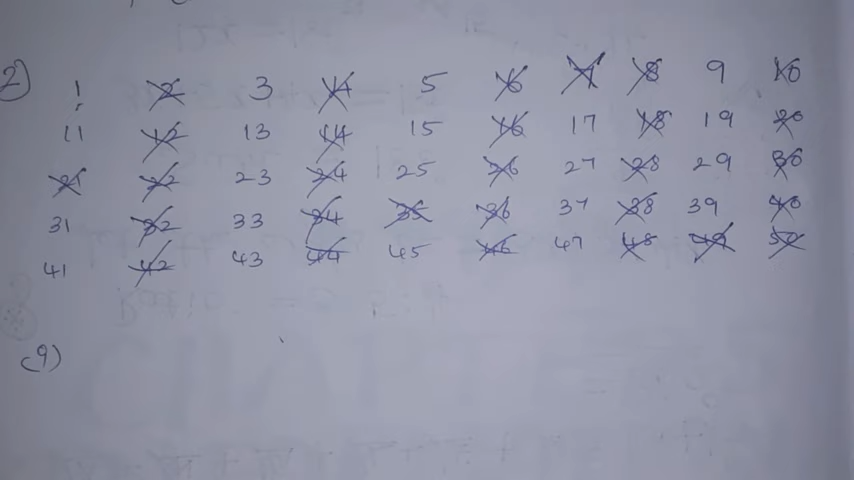 2) 1 2 3 4 5 6 7 8 9 10
11 12 13 14 15 16 17 18 19 20
21 22 23 24 25 26 27 28 29 30
31 32 33 34 35 36 37 38 39 40
41 42 43 44 45 46 47 48 49 50
(9)